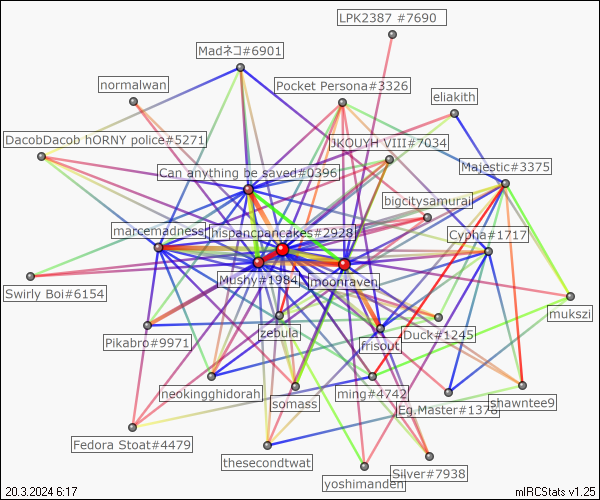 LPK2387 #7690
Madネコ#6901
normalwan
Pocket Persona#3326
eliakith
DacobDacob hORNY police#5271
JKOUYH VIII#7034
Majestic#3375
Can anything be saved#0396
bigcitysamurai
marcemadness
hispancpancakes#2928
Cypha#1717
Mushy#1984
moonraven
Swirly Boi#6154
mukszi
zebula
Duck#1245
Pikabro#9971
frisout
neokingghidorah
somass
ming#4742
Eg.Master#1378
shawntee9
Fedora Stoat#4479
thesecondtwat
Silver#7938
yoshimanden
20.3.2024 6:17
mIRCStats v1.25